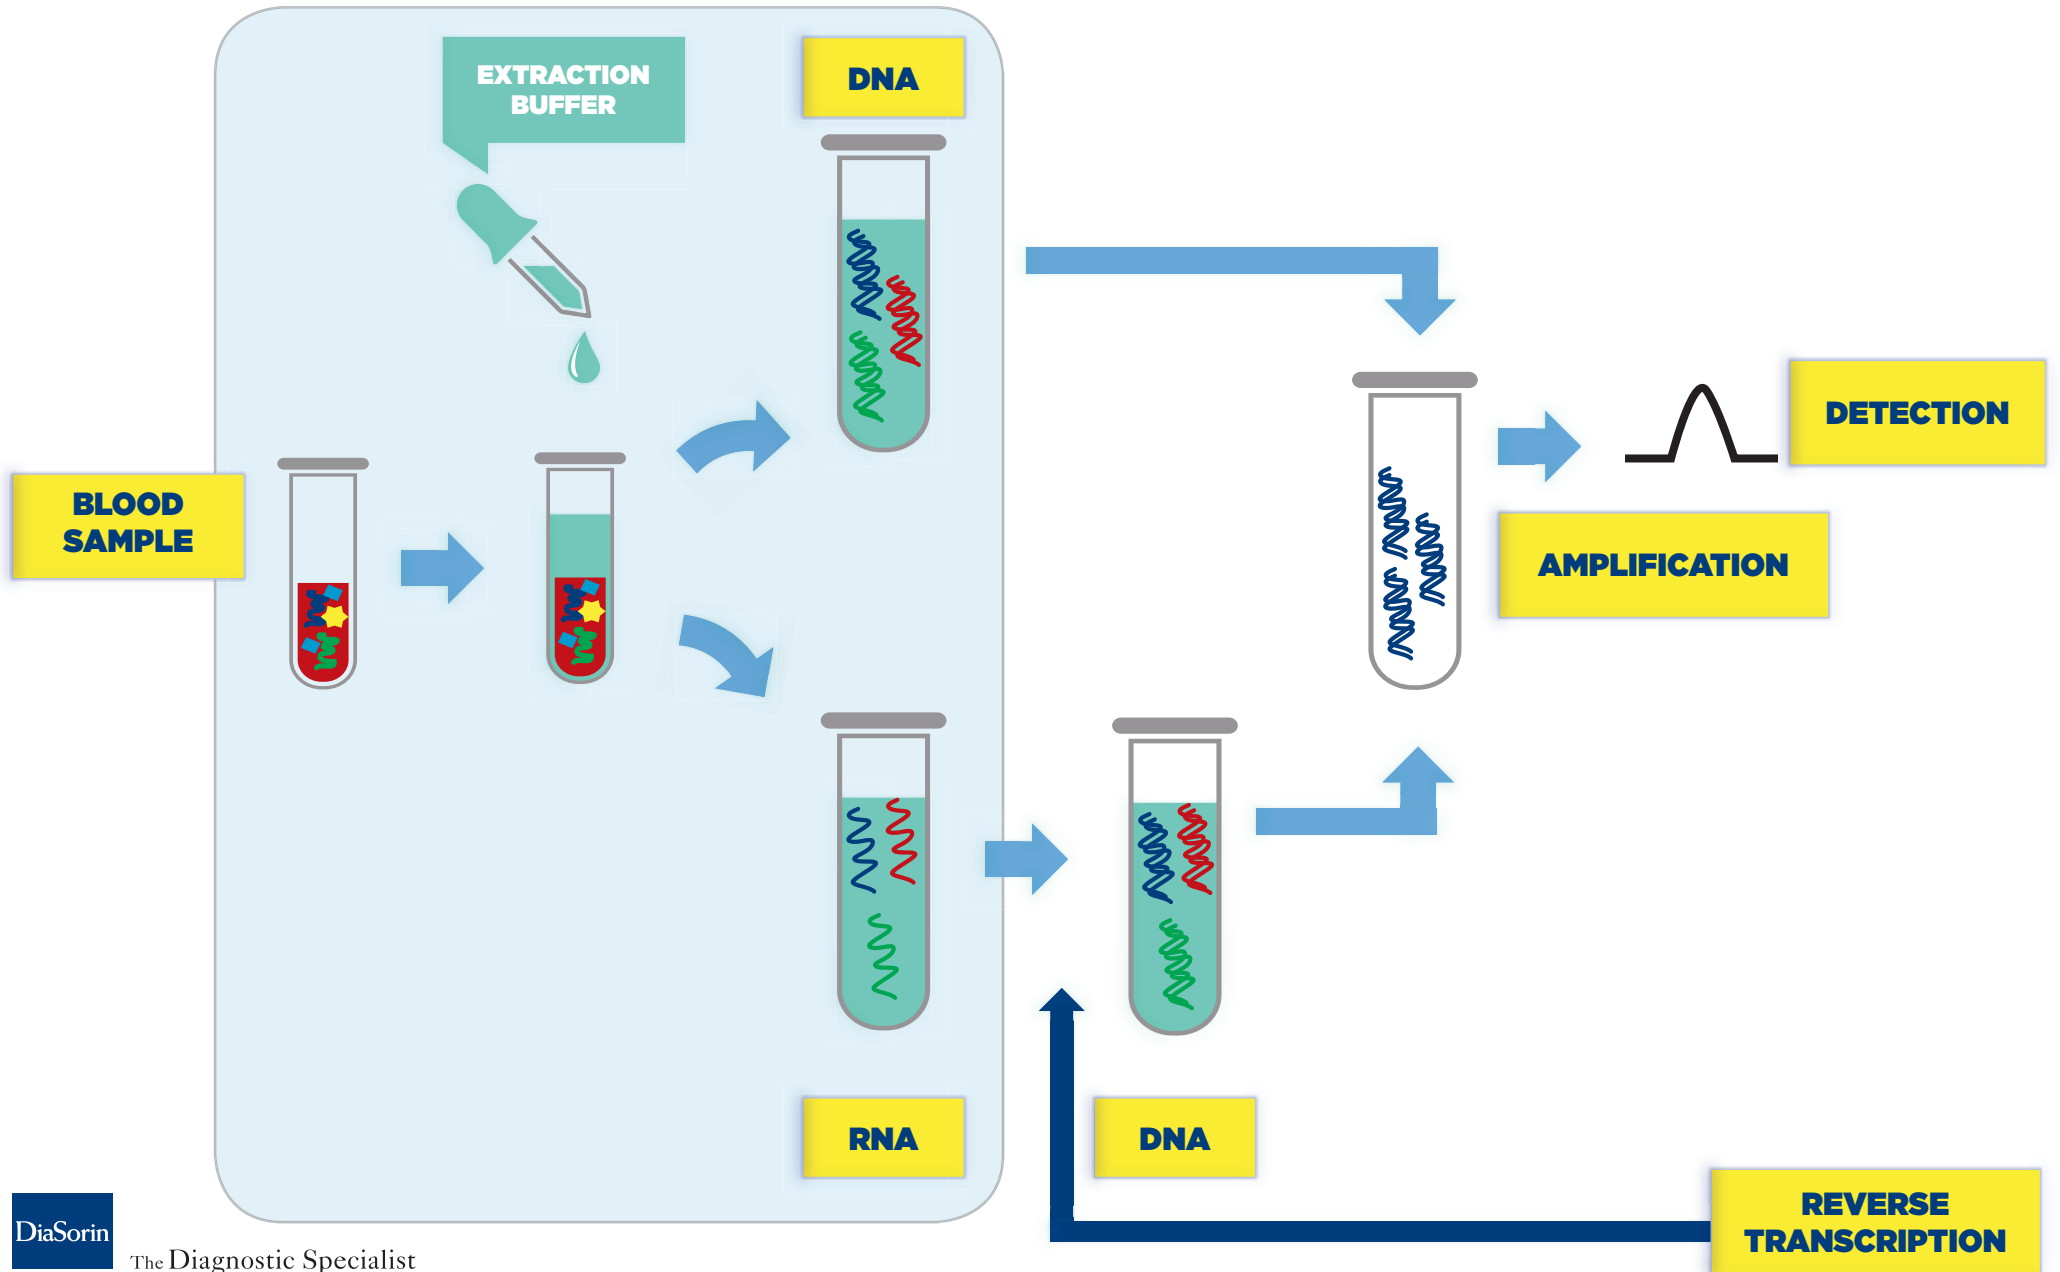 EXTRACTION
BUFFER
DNA
BLOOD
SAMPLE
DETECTION
AMPLIFICATION
RNA
DNA
REVERSE
TRANSCRIPTION
DiaSorin
The Diagnostic Specialist